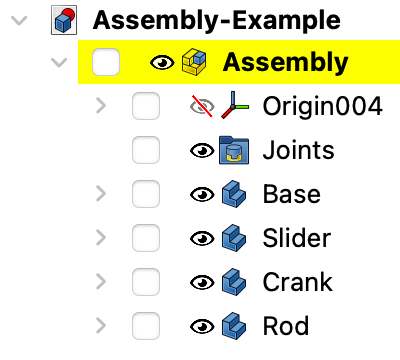 Assembly-Example
Assembly
Origin004
Joints
Base
Slider
Crank
Rod